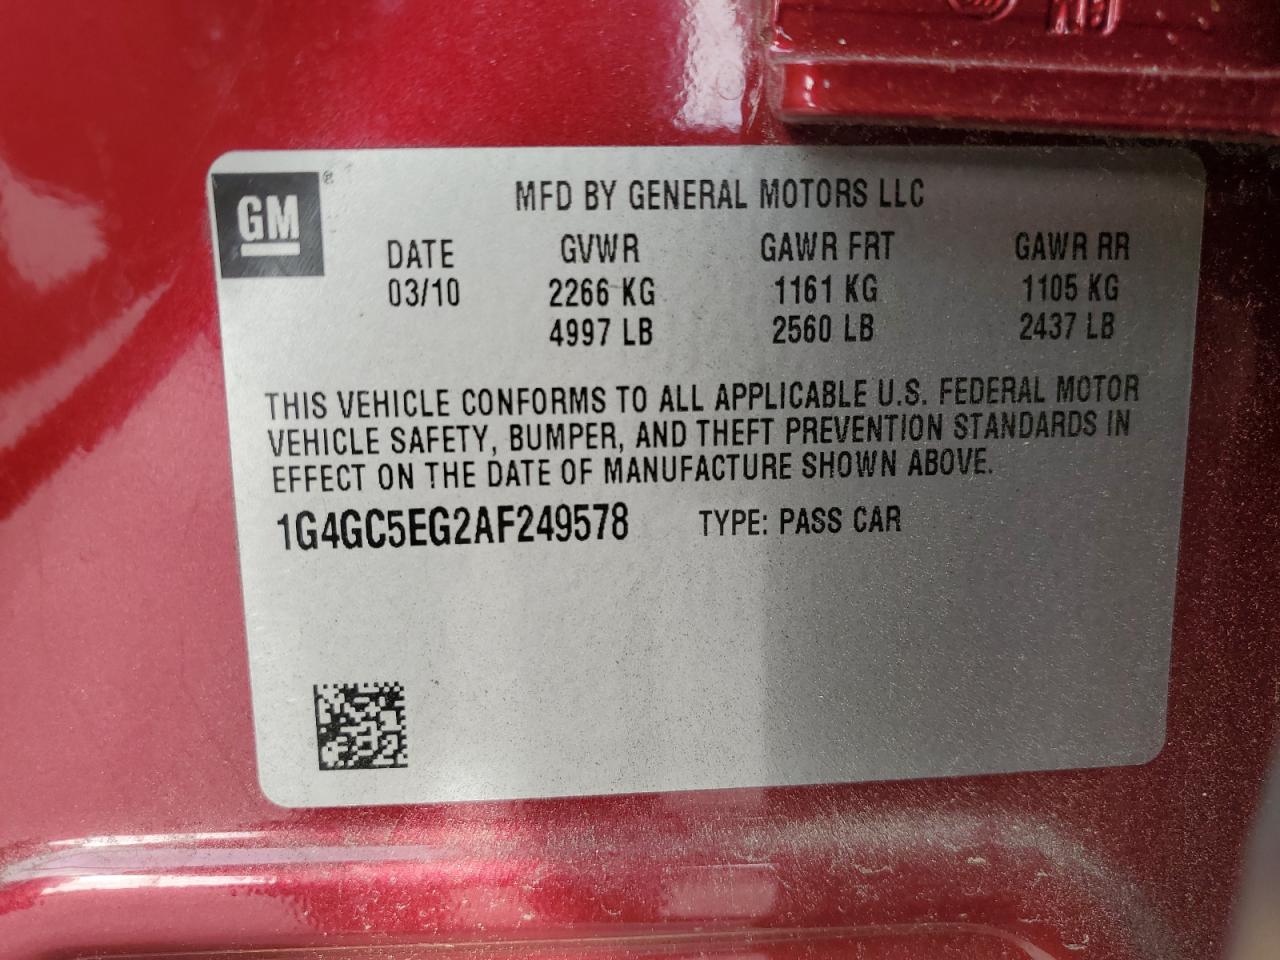 GM ®
MFD BY GENERAL MOTORS LLC
DATE GVWR GAWR FRT GAWR RR
03/10 2266 KG 1161 KG 1105 KG
4997 LB 2560 LB 2437 LB
THIS VEHICLE CONFORMS TO ALL APPLICABLE U.S. FEDERAL MOTOR
VEHICLE SAFETY, BUMPER, AND THEFT PREVENTION STANDARDS IN
EFFECT ON THE DATE OF MANUFACTURE SHOWN ABOVE.
1G4GC5EG2AF249578 TYPE: PASS CAR